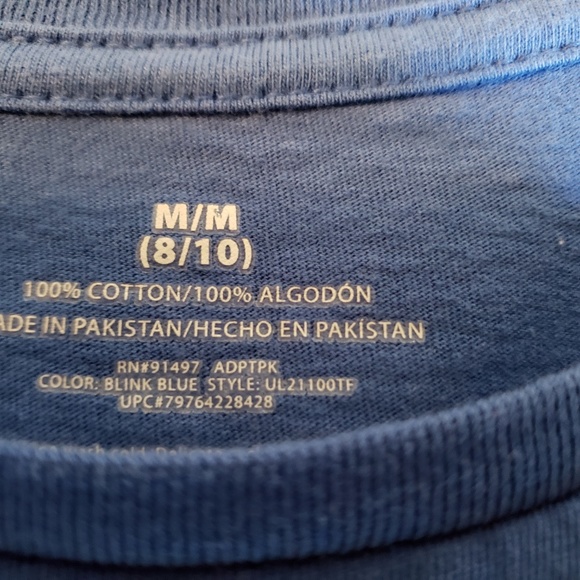 M/M
(8/10)
100% COTTON/100% ALGODÓN
ADE IN PAKISTAN/HECHO EN PAKÍSTAN
RN#91497 ADPTPK
COLOR: BLINK BLUE STYLE: UL21100TF
UPC#79764228428